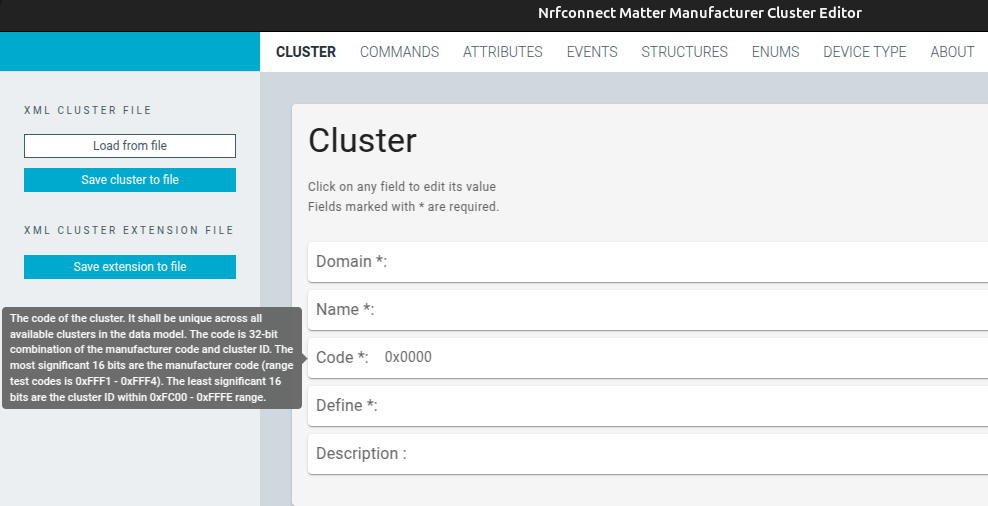 Nrfconnect Matter Manufacturer Cluster Editor
CLUSTER COMMANDS ATTRIBUTES EVENTS STRUCTURES ENUMS DEVICE TYPE ABOUT
XML CLUSTER FILE
Load from file
Save cluster to file
XML CLUSTER EXTENSION FILE
Save extension to file
The code of the cluster. It shall be unique across all
available clusters in the data model. The code is 32-bit
combination of the manufacturer code and cluster ID. The
most significant 16 bits are the manufacturer code (range
test codes is 0xFFF1 - 0xFFF4). The least significant 16
bits are the cluster ID within 0xFC00 - 0xFFFE range.
Cluster
Click on any field to edit its value
Fields marked with * are required.
Domain *:
Name *:
Code *: 0x0000
Define *:
Description :